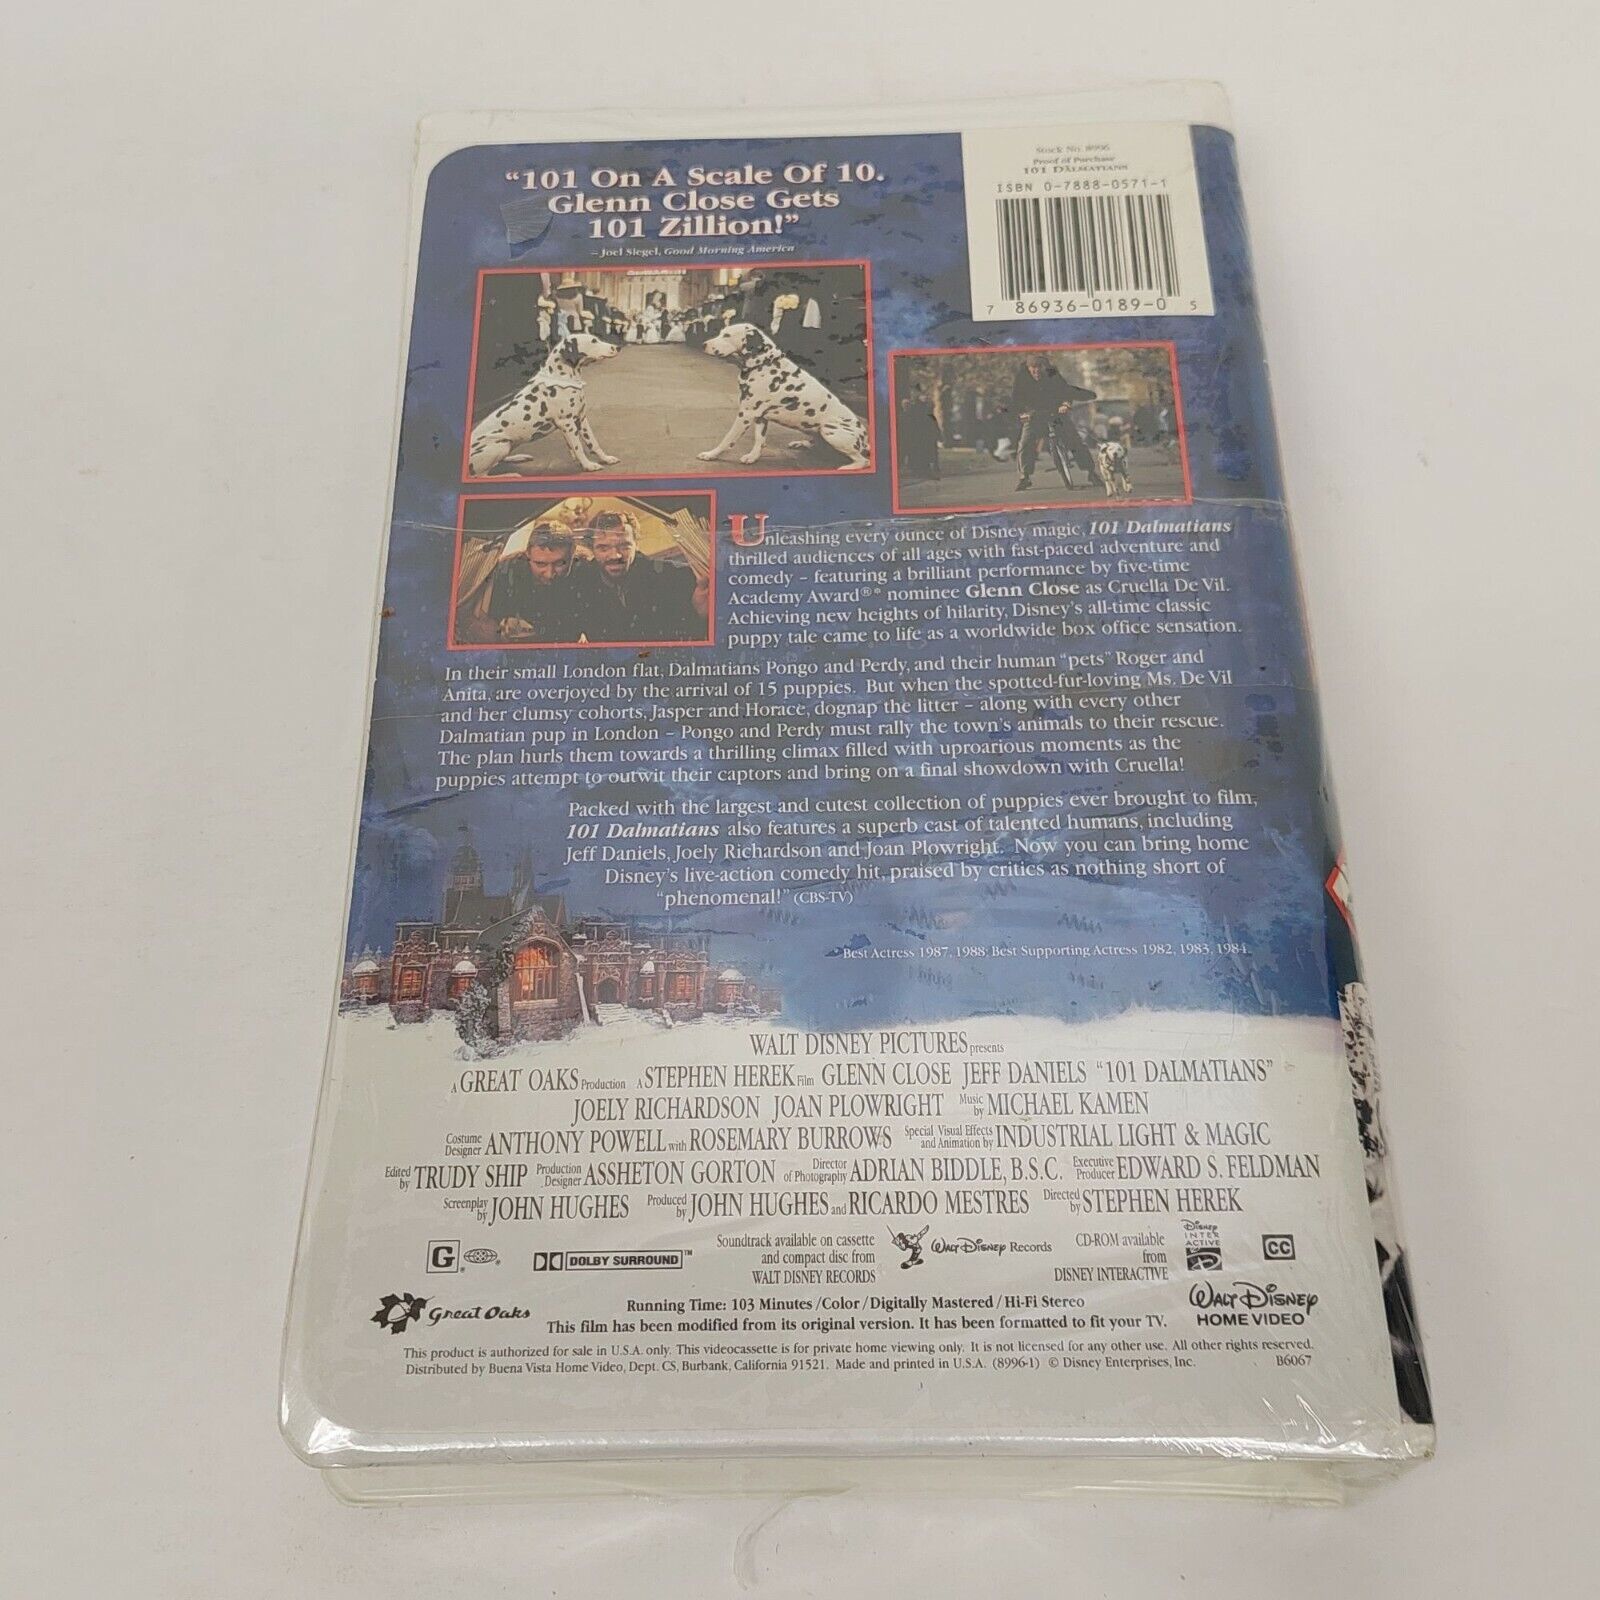 "101 On A Scale Of 10.
Glenn Close Gets
101 Zillion!"
– Joel Siegel, Good Morning America
Stock No. 8996
Proof of Purchase
101 DALMATIANS
ISBN 0-7888-0571-1
7 86936-0189-0 5
Unleashing every ounce of Disney magic, 101 Dalmatians
thrilled audiences of all ages with fast-paced adventure and
comedy – featuring a brilliant performance by five-time
Academy Award®* nominee Glenn Close as Cruella De Vil.
Achieving new heights of hilarity, Disney's all-time classic
puppy tale came to life as a worldwide box office sensation.
In their small London flat, Dalmatians Pongo and Perdy, and their human "pets" Roger and
Anita, are overjoyed by the arrival of 15 puppies. But when the spotted-fur-loving Ms. De Vil
and her clumsy cohorts, Jasper and Horace, dognap the litter – along with every other
Dalmatian pup in London – Pongo and Perdy must rally the town's animals to their rescue.
The plan hurls them towards a thrilling climax filled with uproarious moments as the
puppies attempt to outwit their captors and bring on a final showdown with Cruella!
Packed with the largest and cutest collection of puppies ever brought to film,
101 Dalmatians also features a superb cast of talented humans, including
Jeff Daniels, Joely Richardson and Joan Plowright. Now you can bring home
Disney's live-action comedy hit, praised by critics as nothing short of
"phenomenal!" (CBS-TV)
Best Actress 1987, 1988; Best Supporting Actress 1982, 1983, 1984.
WALT DISNEY PICTURES presents
A GREAT OAKS Production A STEPHEN HEREK Film GLENN CLOSE JEFF DANIELS "101 DALMATIANS"
JOELY RICHARDSON JOAN PLOWRIGHT Music by MICHAEL KAMEN
Costume Designer ANTHONY POWELL with ROSEMARY BURROWS Special Visual Effects and Animation by INDUSTRIAL LIGHT & MAGIC
Edited by TRUDY SHIP Production Designer ASSHETON GORTON Director of Photography ADRIAN BIDDLE, B.S.C. Executive Producer EDWARD S. FELDMAN
Screenplay by JOHN HUGHES Produced by JOHN HUGHES and RICARDO MESTRES Directed by STEPHEN HEREK
G ® DOLBY SURROUND™
Soundtrack available on cassette
and compact disc from
WALT DISNEY RECORDS
Walt Disney Records
CD-ROM available
from
DISNEY INTERACTIVE
DISNEY
INTER
ACTIVE
CC
Great Oaks
Running Time: 103 Minutes/Color/Digitally Mastered/Hi-Fi Stereo
This film has been modified from its original version. It has been formatted to fit your TV.
WALT DISNEY
HOME VIDEO
This product is authorized for sale in U.S.A. only. This videocassette is for private home viewing only. It is not licensed for any other use. All other rights reserved.
Distributed by Buena Vista Home Video, Dept. CS, Burbank, California 91521. Made and printed in U.S.A. (8996-1) © Disney Enterprises, Inc. B6067